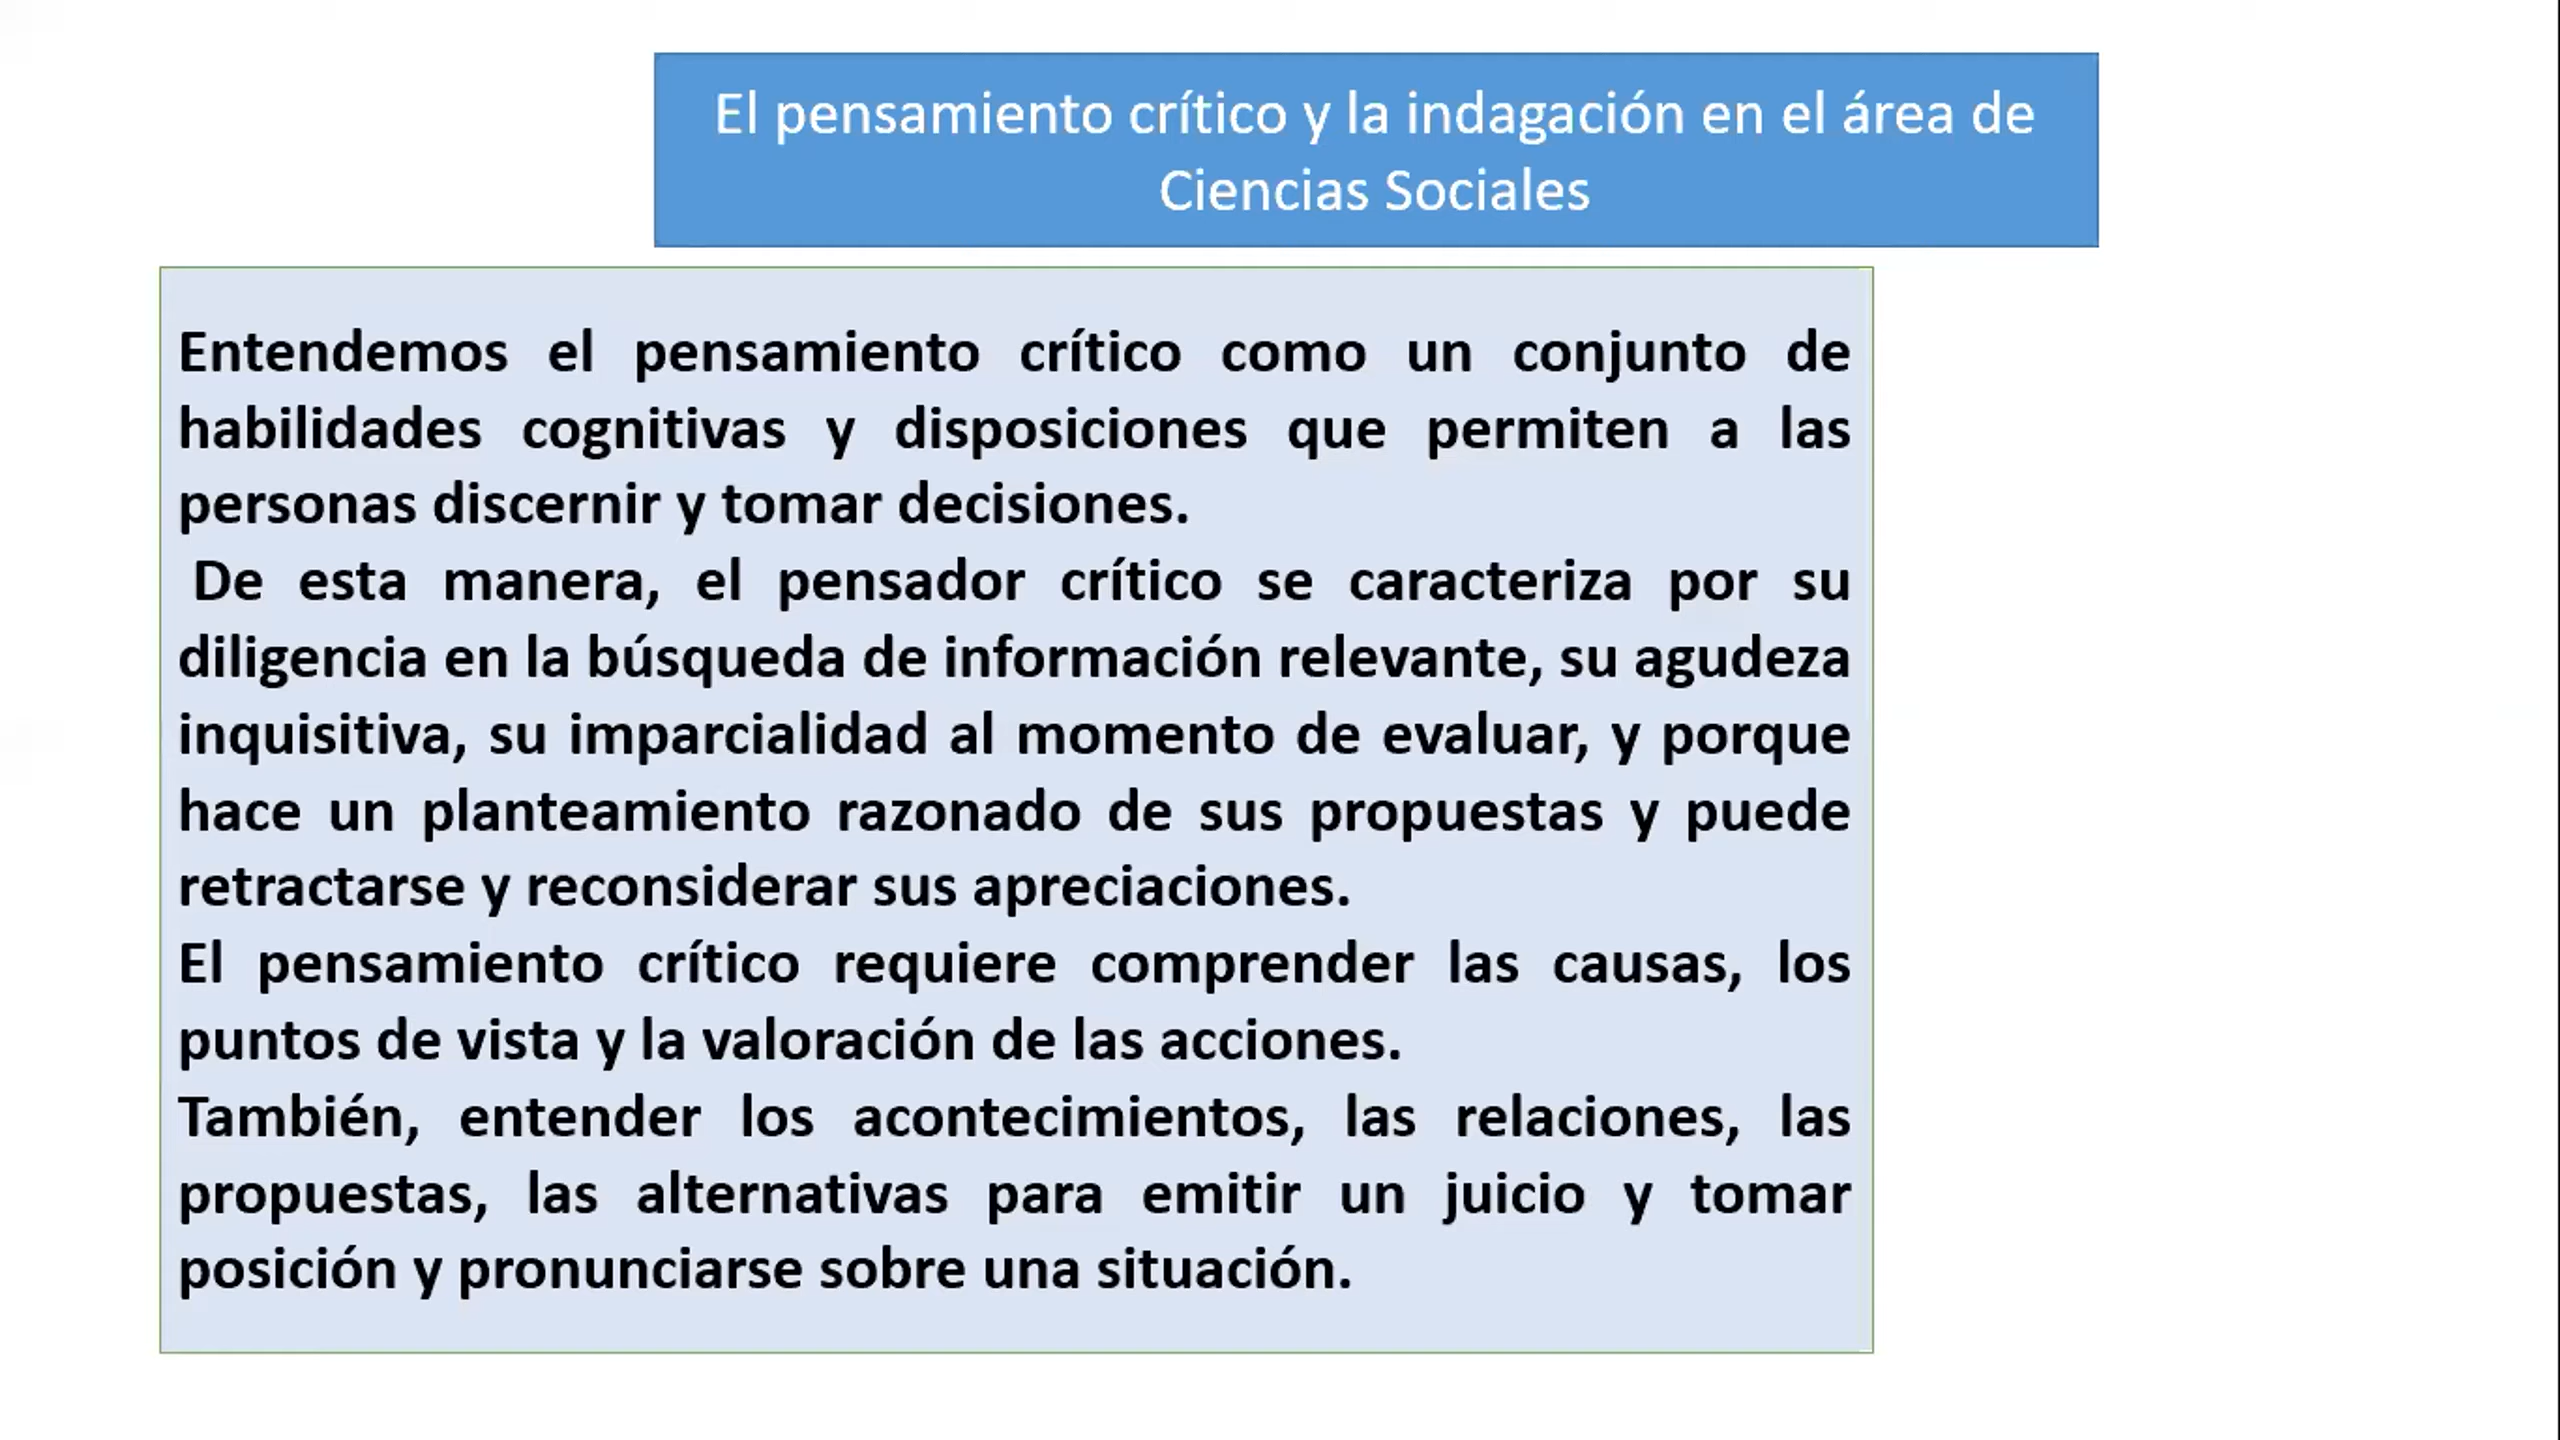 El pensamiento crítico y la indagación en el área de
Ciencias Sociales
Entendemos el pensamiento crítico como un conjunto de
habilidades cognitivas y disposiciones que permiten a las
personas discernir y tomar decisiones.
De esta manera, el pensador crítico se caracteriza por su
diligencia en la búsqueda de información relevante, su agudeza
inquisitiva, su imparcialidad al momento de evaluar, y porque
hace un planteamiento razonado de sus propuestas y puede
retractarse y reconsiderar sus apreciaciones.
El pensamiento crítico requiere comprender las causas, los
puntos de vista y la valoración de las acciones.
También, entender los acontecimientos, las relaciones, las
propuestas, las alternativas para emitir un juicio y tomar
posición y pronunciarse sobre una situación.